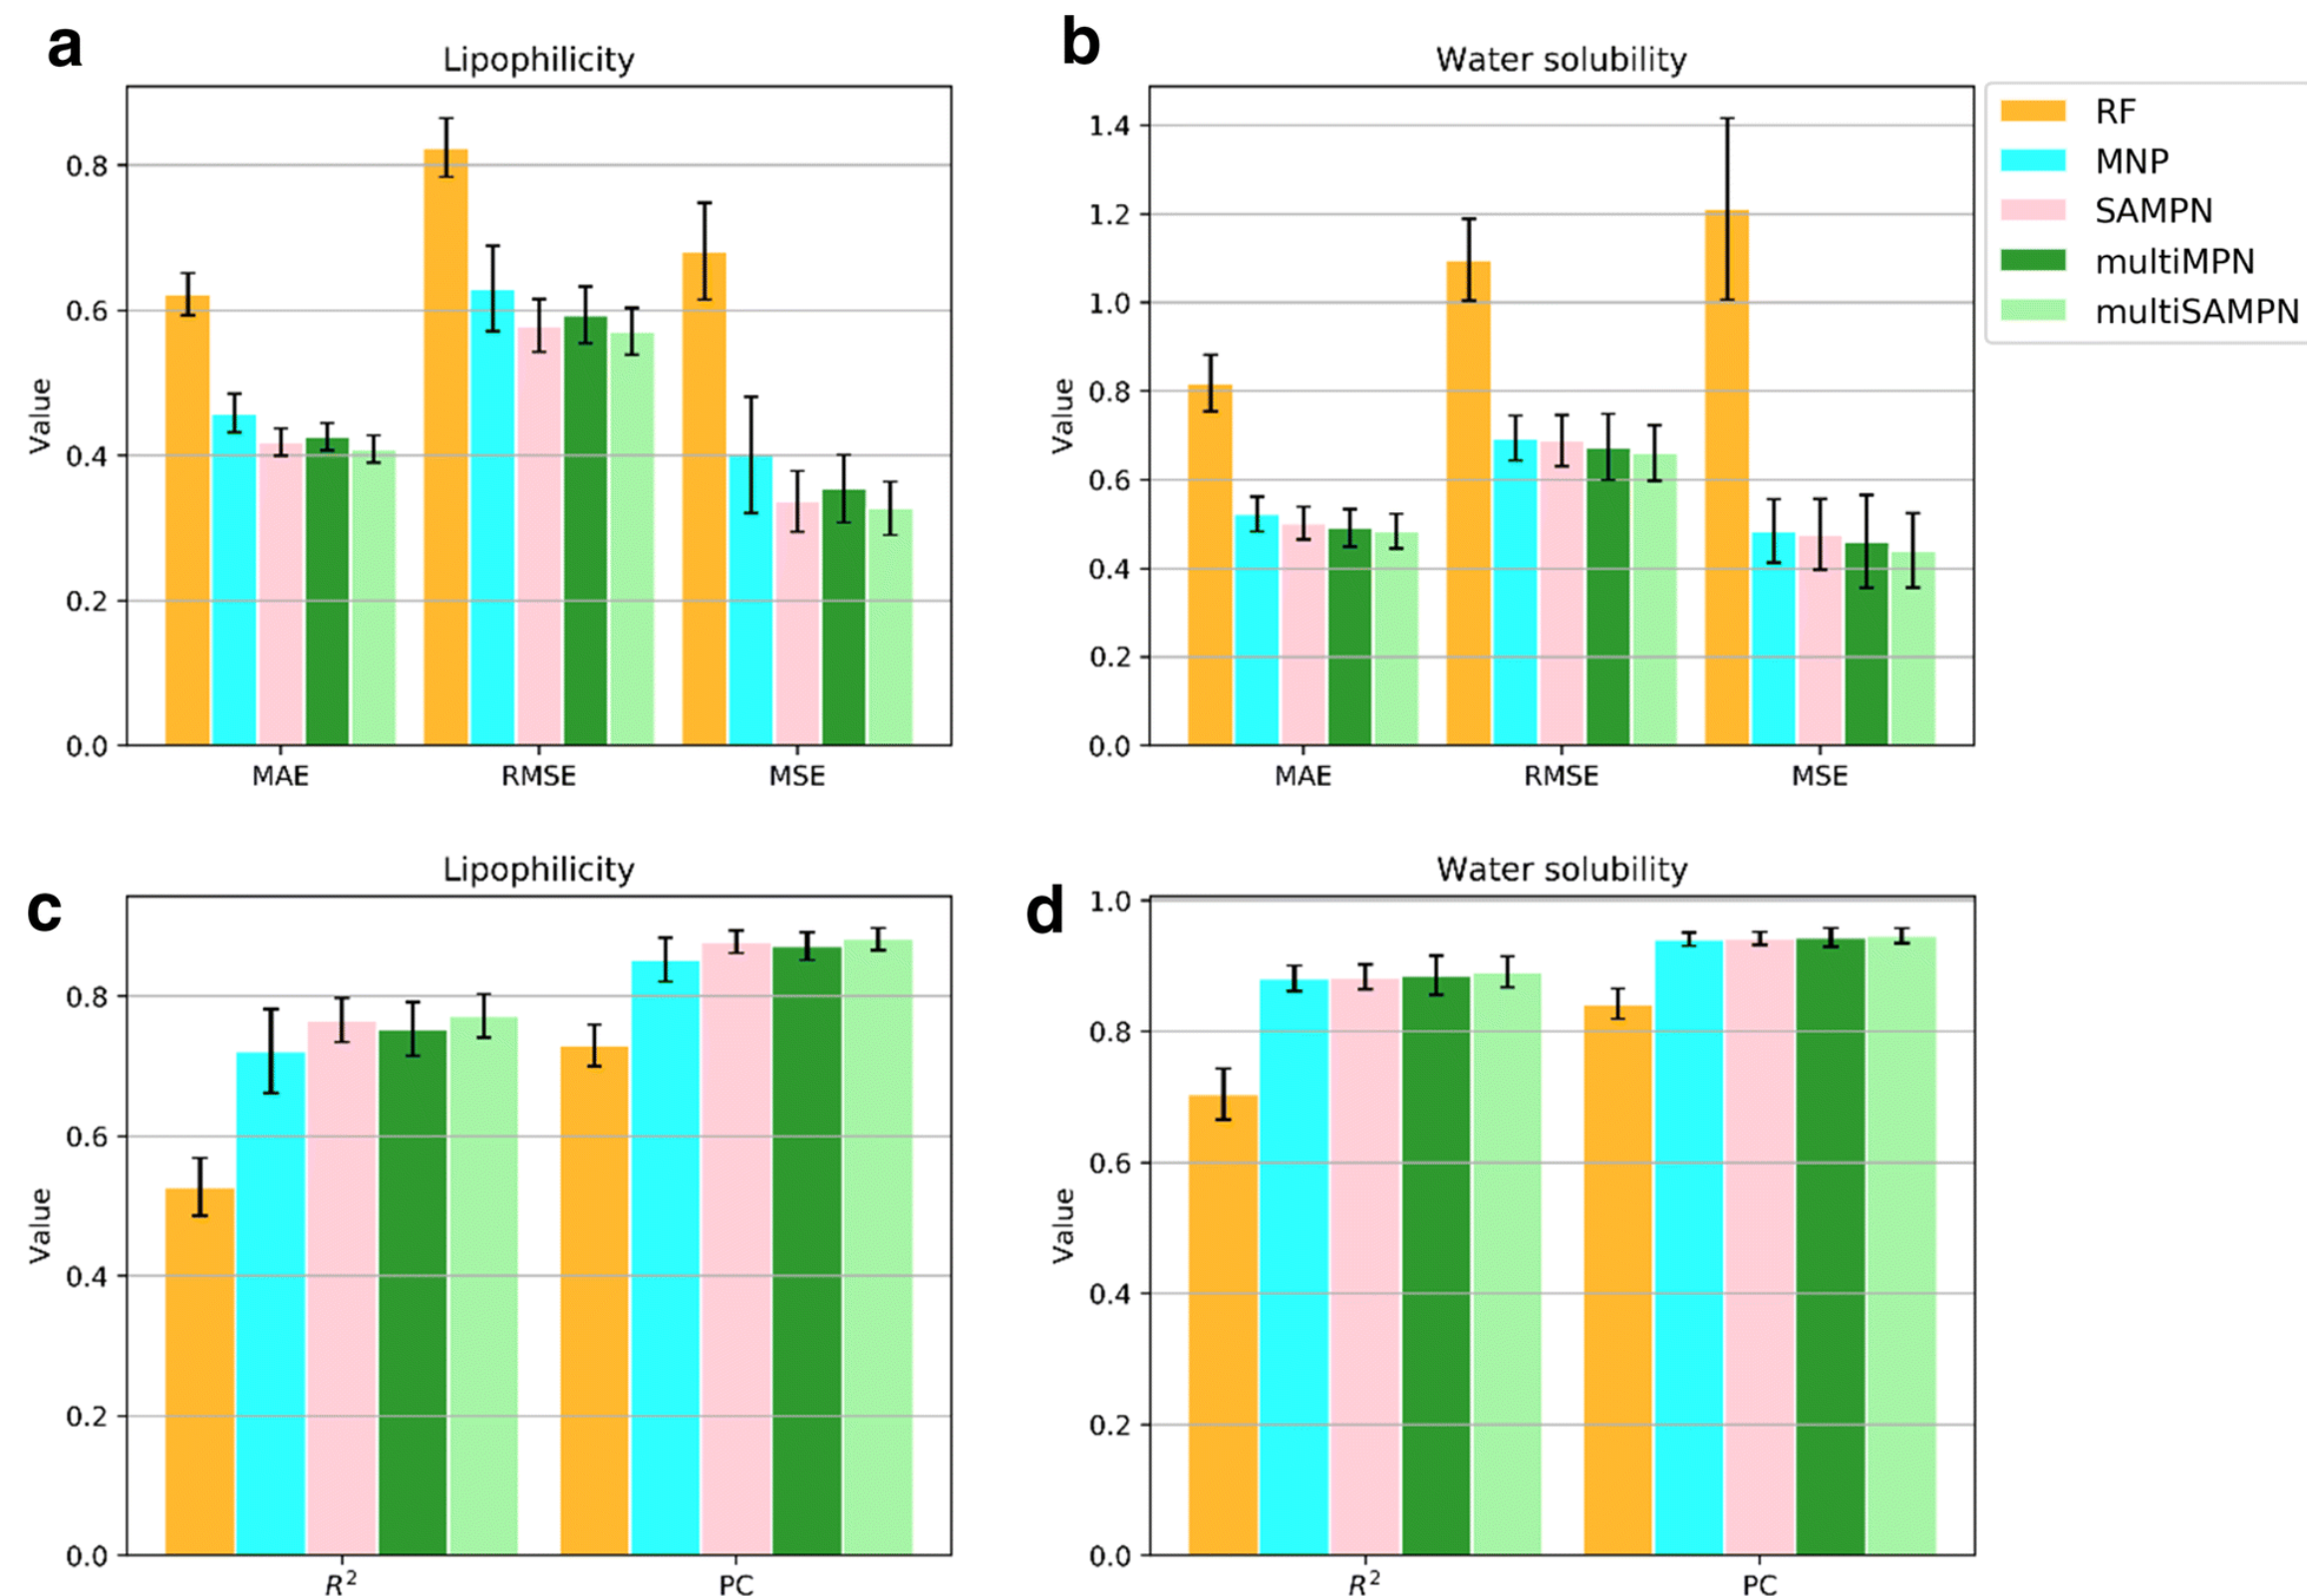 a
Lipophilicity
Value
0.8
0.6
0.4
0.2
0.0
MAE RMSE MSE
b
Water solubility
Value
1.4
1.2
1.0
0.8
0.6
0.4
0.2
0.0
MAE RMSE MSE
RF
MNP
SAMPN
multiMPN
multiSAMPN
c
Lipophilicity
Value
0.8
0.6
0.4
0.2
0.0
R² PC
d
Water solubility
Value
1.0
0.8
0.6
0.4
0.2
0.0
R² PC